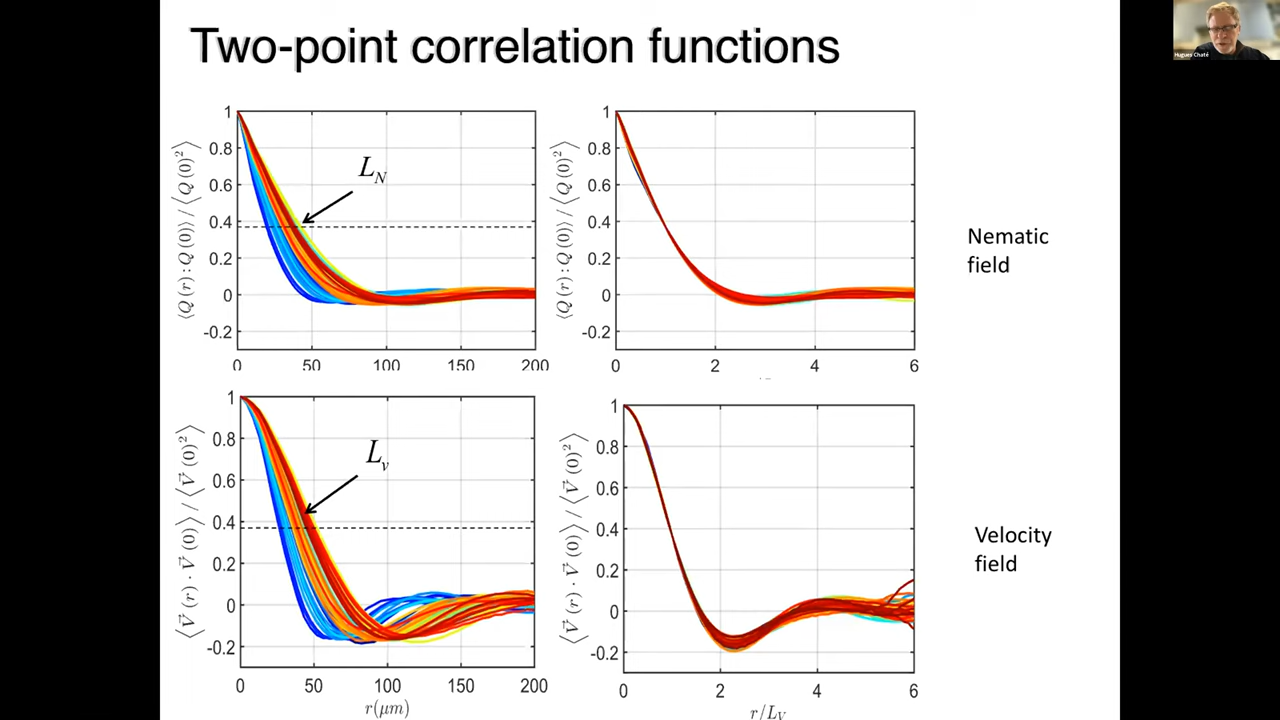 Two-point correlation functions
Hugues Chaté
⟨Q(r) : Q(0)⟩ / ⟨Q(0)²⟩
1
0.8
0.6
0.4
0.2
0
-0.2
L_N
0 50 100 150 200
⟨Q(r) : Q(0)⟩ / ⟨Q(0)²⟩
1
0.8
0.6
0.4
0.2
0
-0.2
0 2 4 6
Nematic
field
⟨V⃗(r) · V⃗(0)⟩ / ⟨V⃗(0)²⟩
1
0.8
0.6
0.4
0.2
0
-0.2
L_v
0 50 100 150 200
r(μm)
⟨V⃗(r) · V⃗(0)⟩ / ⟨V⃗(0)²⟩
1
0.8
0.6
0.4
0.2
0
-0.2
0 2 4 6
r/L_V
Velocity
field